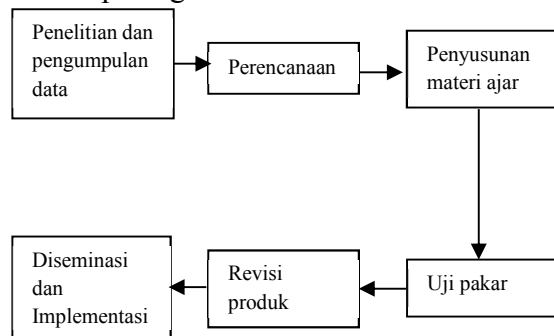 Penelitian dan
pengumpulan
data
Perencanaan
Penyusunan
materi ajar
Uji pakar
Revisi
produk
Diseminasi
dan
Implementasi